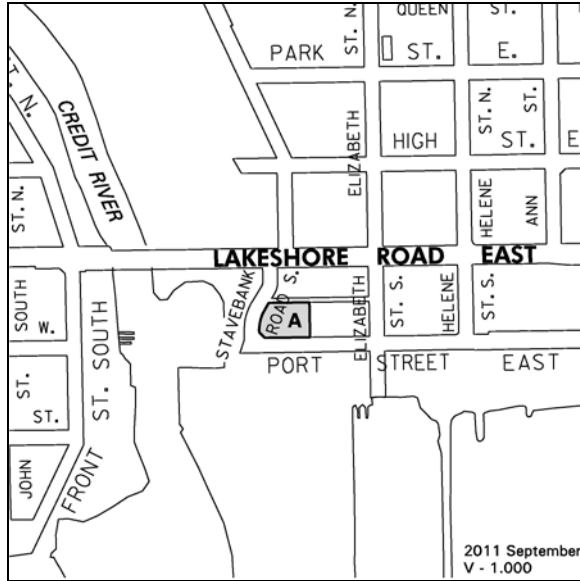 QUEEN
ST. N.
PARK ST. E.
ST. N.
CREDIT RIVER
ELIZABETH
HIGH ST. E
ST. N.
ST.
HELENE
ANN
ST. N.
LAKESHORE ROAD EAST
STAVEBANK
ROAD S.
A
ELIZABETH
ST. S.
HELENE
ST. S.
SOUTH
W.
ST. SOUTH
PORT STREET EAST
ST.
ST.
JOHN
FRONT
2011 September
V - 1.000